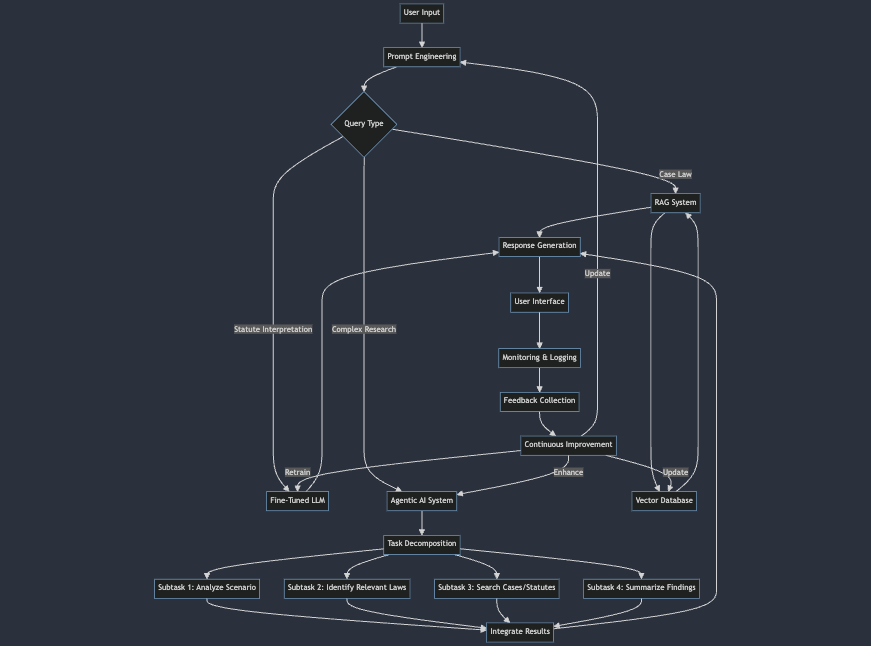 User Input
Prompt Engineering
Query Type
Case Law
RAG System
Response Generation
Update
User Interface
Statute Interpretation
Complex Research
Monitoring & Logging
Feedback Collection
Continuous Improvement
Retrain
Enhance
Update
Fine-Tuned LLM
Agentic AI System
Vector Database
Task Decomposition
Subtask 1: Analyze Scenario
Subtask 2: Identify Relevant Laws
Subtask 3: Search Cases/Statutes
Subtask 4: Summarize Findings
Integrate Results